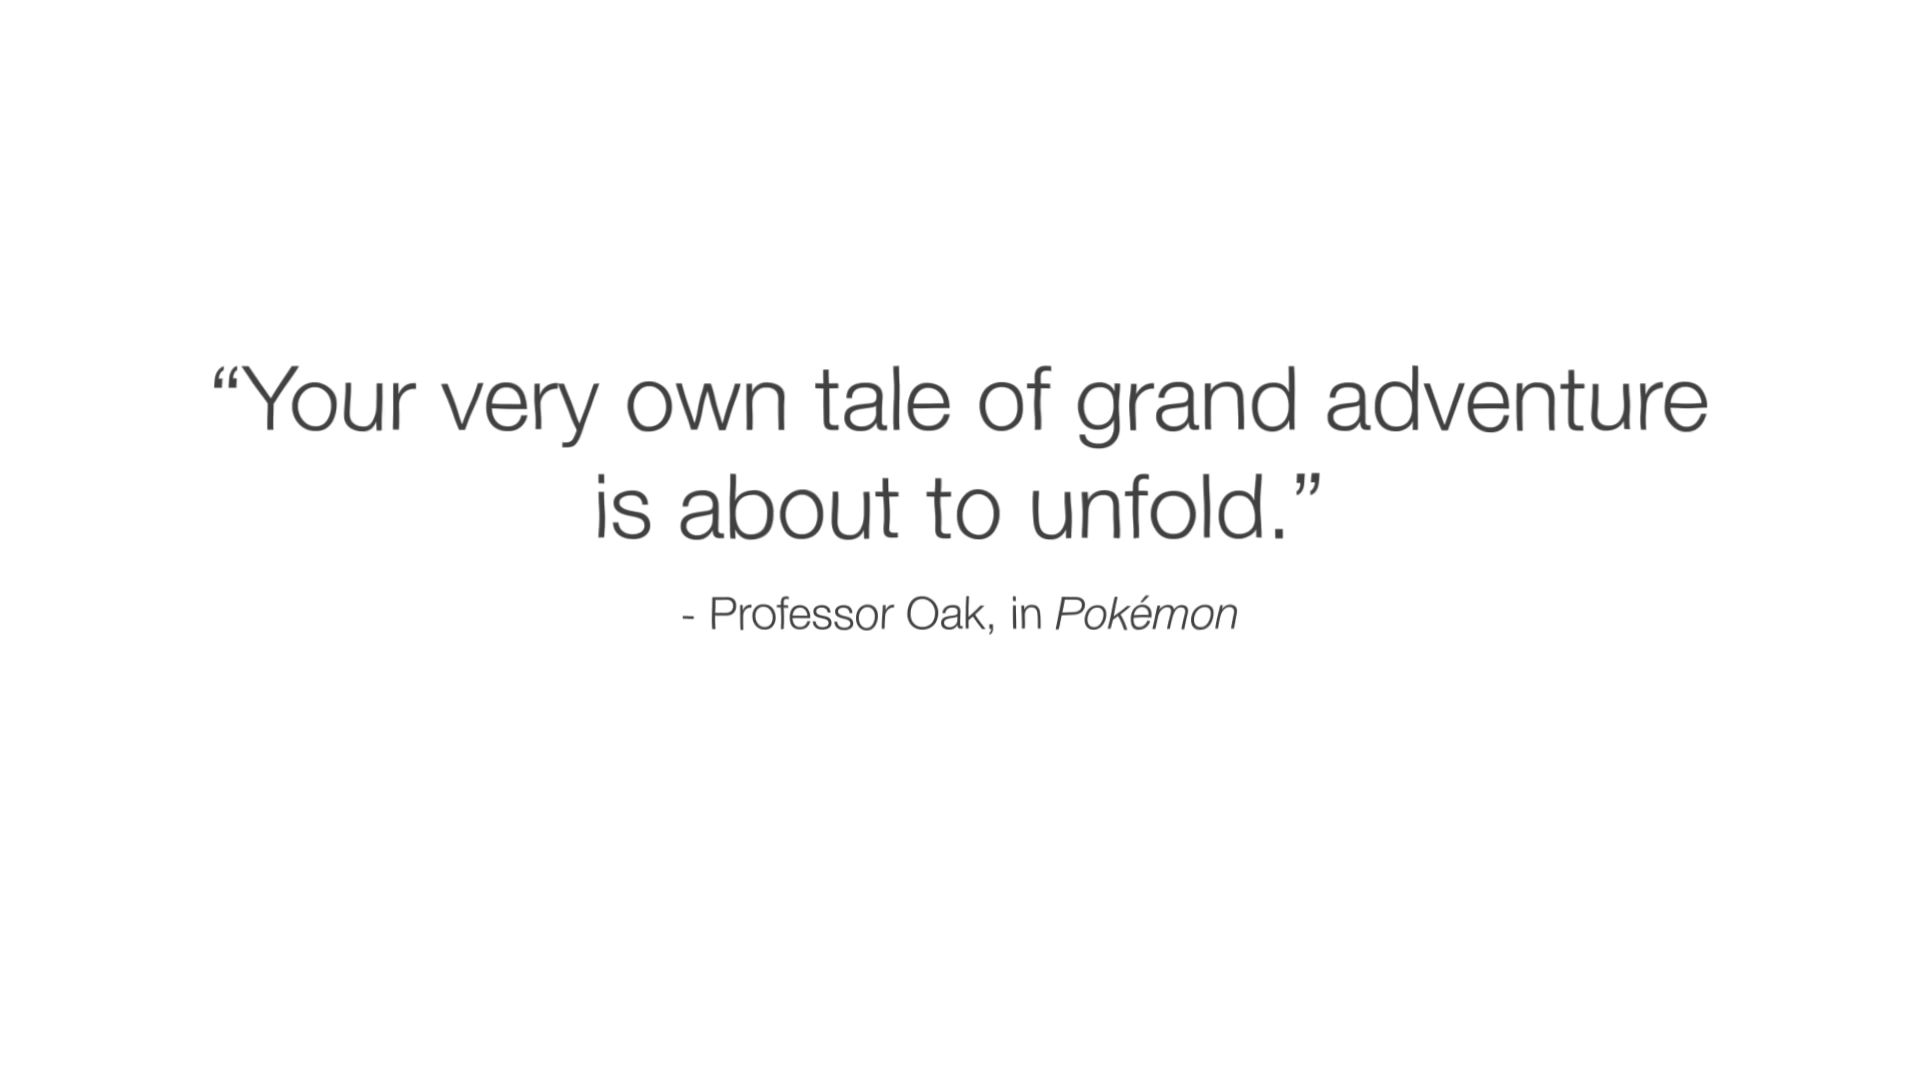 “Your very own tale of grand adventure
is about to unfold.”
- Professor Oak, in Pokémon